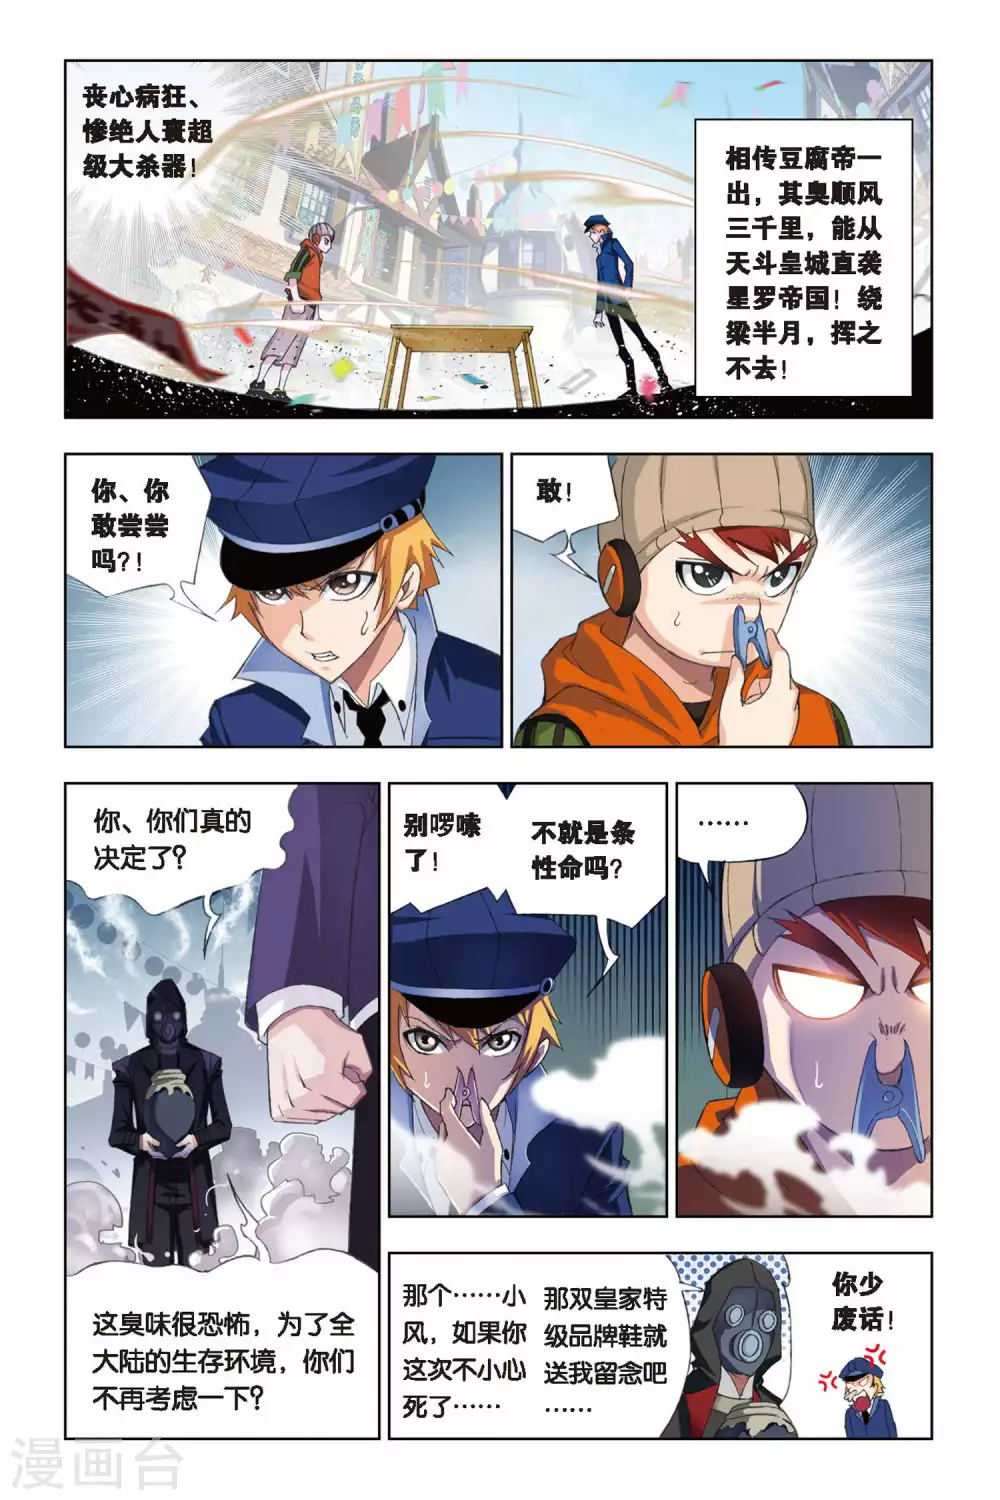 丧心病狂、
惨绝人寰超
级大杀器！
相传豆腐帝一
出，其臭顺风
三千里，能从
天斗皇城直袭
星罗帝国！绕
梁半月，挥之
不去！
你、你
敢尝尝
吗？！
敢！
你、你们真的
决定了？
别啰嗦
了！
不就是条
性命吗？
……
这臭味很恐怖，为了全
大陆的生存环境，你们
不再考虑一下？
那个……小
风，如果你
这次不小心
死了……
那双皇家特
级品牌鞋就
送我留念吧
……
你少
废话！
漫画台